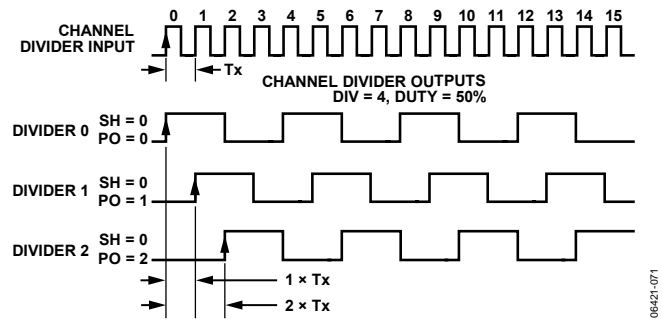 0 1 2 3 4 5 6 7 8 9 10 11 12 13 14 15
CHANNEL
DIVIDER INPUT
Tx
CHANNEL DIVIDER OUTPUTS
DIV = 4, DUTY = 50%
DIVIDER 0 SH = 0
PO = 0
DIVIDER 1 SH = 0
PO = 1
DIVIDER 2 SH = 0
PO = 2
1 × Tx
2 × Tx
06421-071